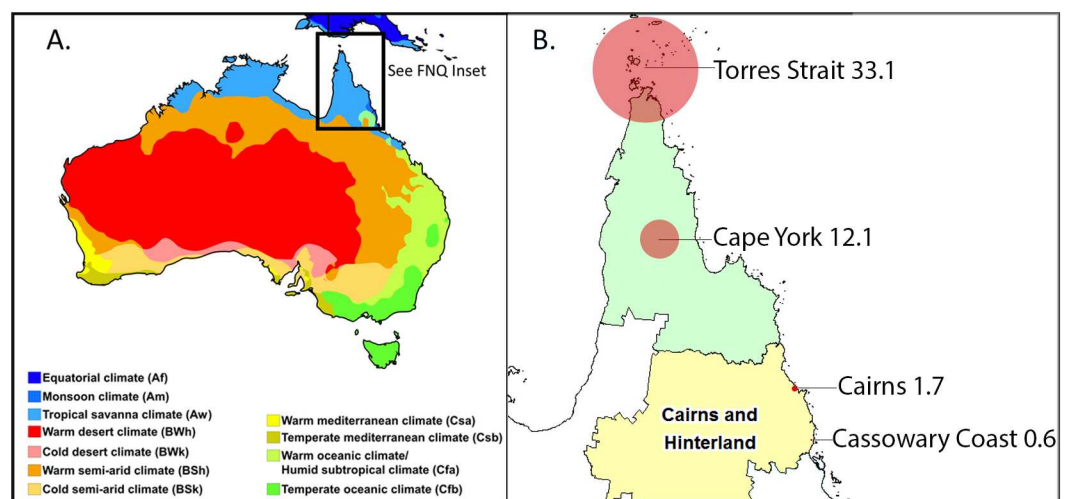 A.
See FNQ Inset
Equatorial climate (Af)
Monsoon climate (Am)
Tropical savanna climate (Aw)
Warm desert climate (BWh)
Cold desert climate (BWk)
Warm semi-arid climate (BSh)
Cold semi-arid climate (BSk)
Warm mediterranean climate (Csa)
Temperate mediterranean climate (Csb)
Warm oceanic climate/
Humid subtropical climate (Cfa)
Temperate oceanic climate (Cfb)
B.
Torres Strait 33.1
Cape York 12.1
Cairns 1.7
Cairns and
Hinterland
Cassowary Coast 0.6